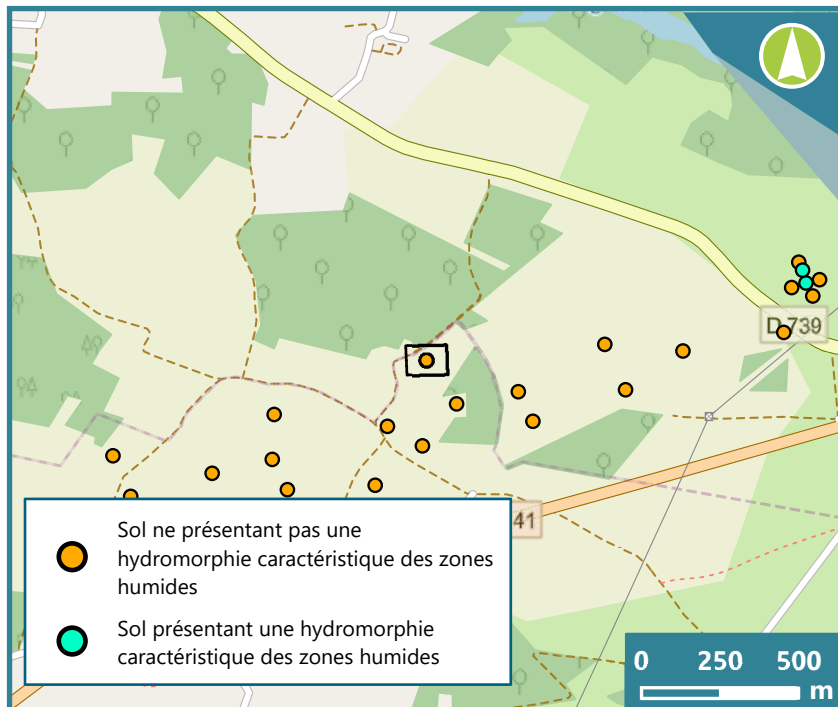 D 739
41
Sol ne présentant pas une
hydromorphie caractéristique des zones
humides
Sol présentant une hydromorphie
caractéristique des zones humides
0 250 500
m